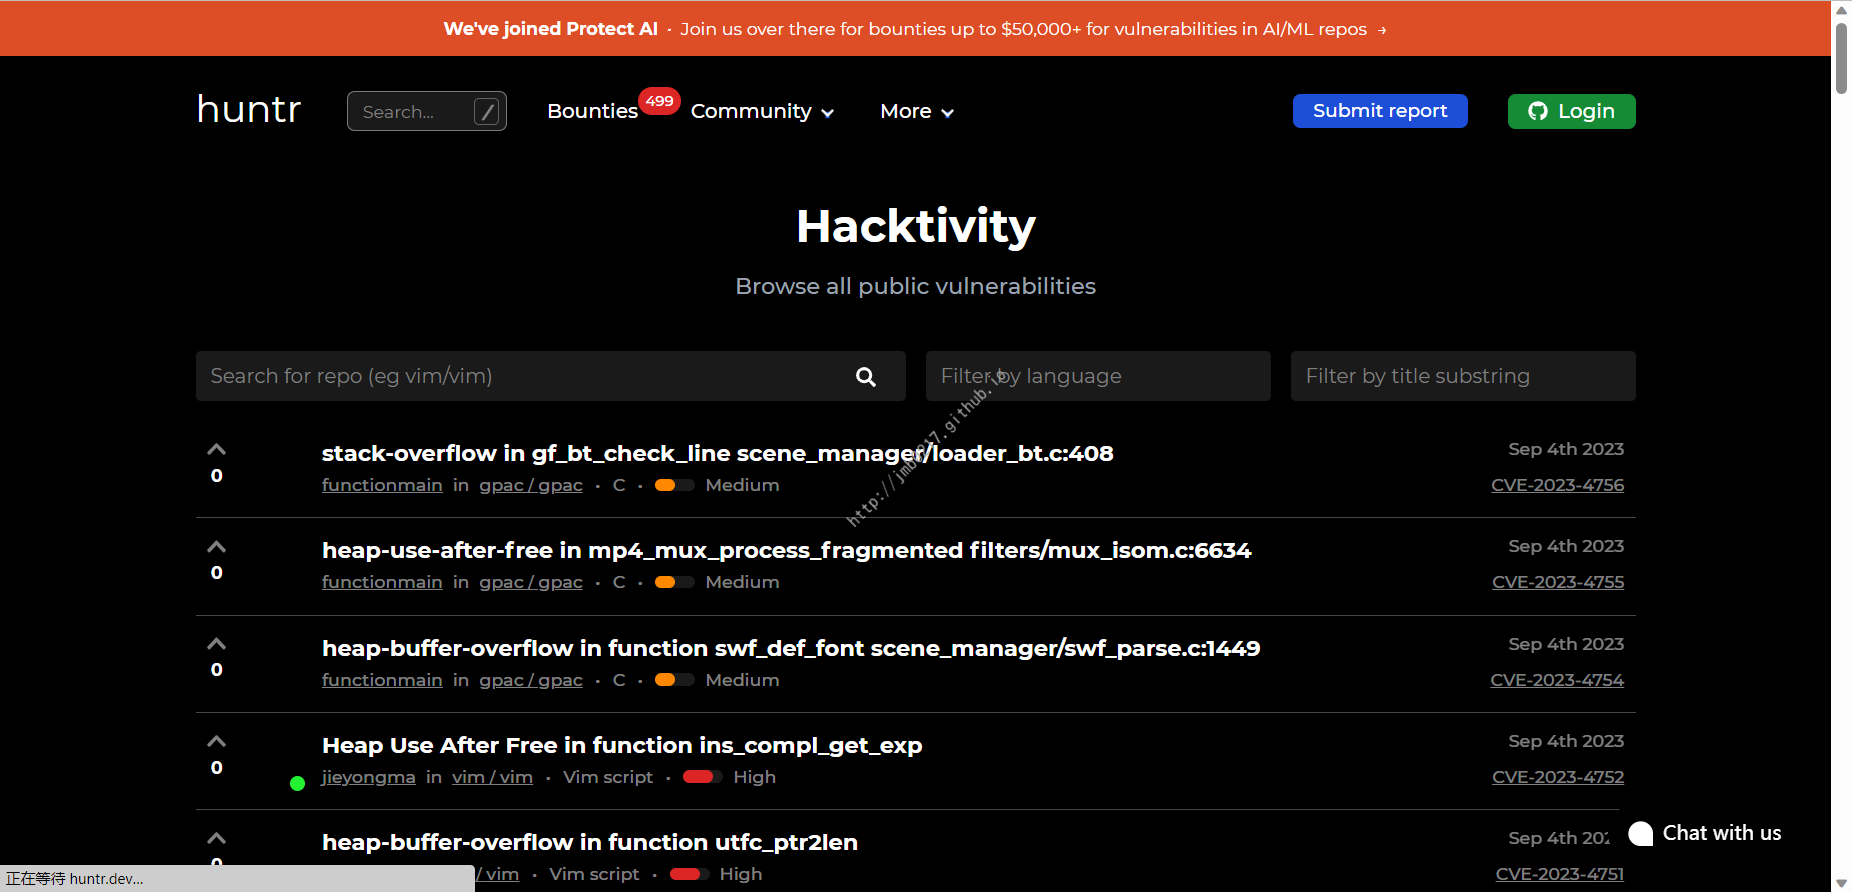 We've joined Protect AI · Join us over there for bounties up to $50,000+ for vulnerabilities in AI/ML repos →
huntr
Search... /
Bounties 499
Community
More
Submit report
Login
Hacktivity
Browse all public vulnerabilities
Search for repo (eg vim/vim)
Filter by language
Filter by title substring
http://jmb0217.github.io
stack-overflow in gf_bt_check_line scene_manager/loader_bt.c:408
Sep 4th 2023
0
functionmain in gpac / gpac · C · Medium
CVE-2023-4756
heap-use-after-free in mp4_mux_process_fragmented filters/mux_isom.c:6634
Sep 4th 2023
0
functionmain in gpac / gpac · C · Medium
CVE-2023-4755
heap-buffer-overflow in function swf_def_font scene_manager/swf_parse.c:1449
Sep 4th 2023
0
functionmain in gpac / gpac · C · Medium
CVE-2023-4754
Heap Use After Free in function ins_compl_get_exp
Sep 4th 2023
0
jieyongma in vim / vim · Vim script · High
CVE-2023-4752
heap-buffer-overflow in function utfc_ptr2len
Sep 4th 202
0
/ vim · Vim script · High
CVE-2023-4751
Chat with us
正在等待 huntr.dev...